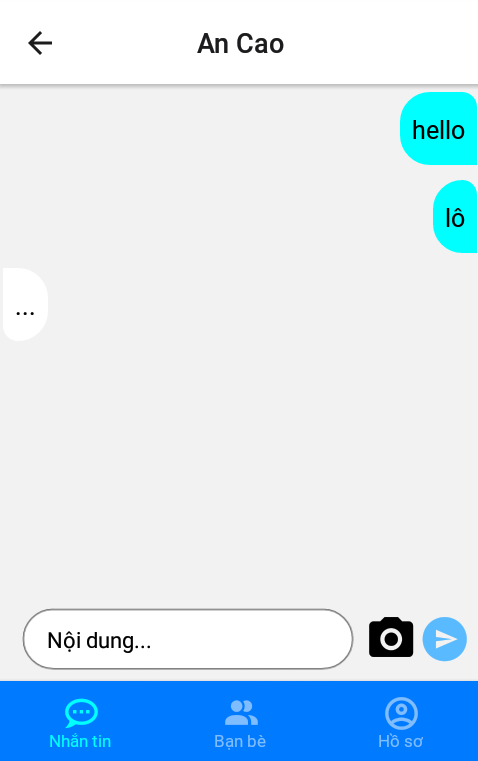 An Cao
hello
lô
...
Nội dung...
Nhắn tin
Bạn bè
Hồ sơ